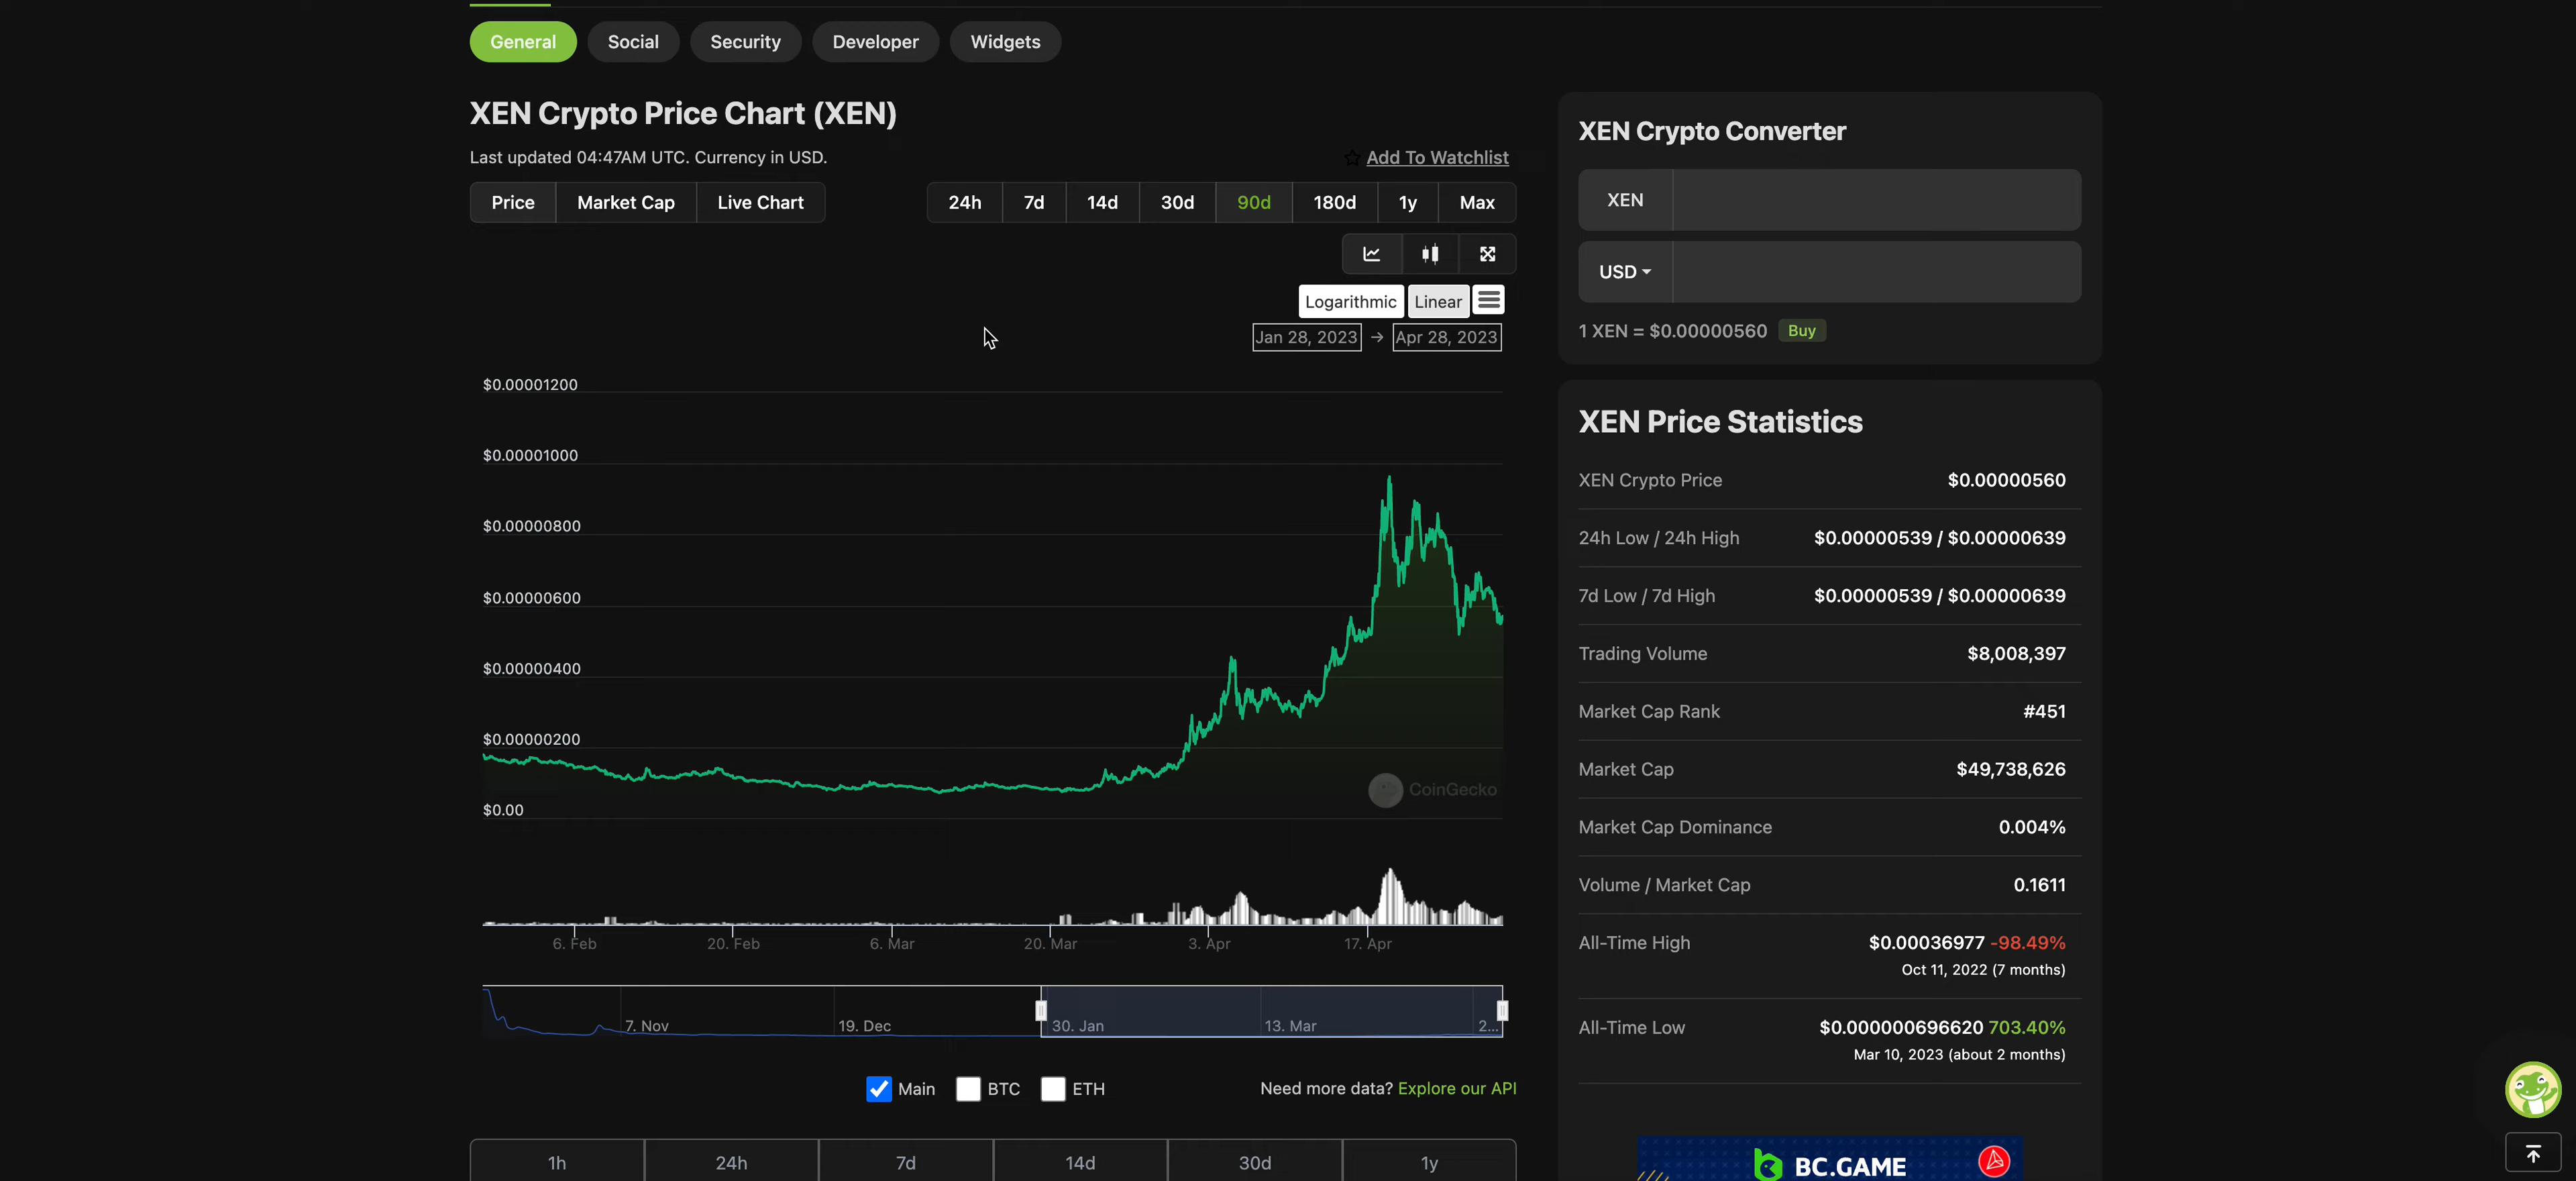 General
Social
Security
Developer
Widgets
XEN Crypto Price Chart (XEN)
Last updated 04:47AM UTC. Currency in USD.
Add To Watchlist
Price
Market Cap
Live Chart
24h
7d
14d
30d
90d
180d
1y
Max
Logarithmic
Linear
Jan 28, 2023 → Apr 28, 2023
$0.00001200
$0.00001000
$0.00000800
$0.00000600
$0.00000400
$0.00000200
$0.00
CoinGecko
6. Feb
20. Feb
6. Mar
20. Mar
3. Apr
17. Apr
7. Nov
19. Dec
30. Jan
13. Mar
2...
Main
BTC
ETH
Need more data? Explore our API
1h
24h
7d
14d
30d
1y
XEN Crypto Converter
XEN
USD
1 XEN = $0.00000560 Buy
XEN Price Statistics
XEN Crypto Price $0.00000560
24h Low / 24h High $0.00000539 / $0.00000639
7d Low / 7d High $0.00000539 / $0.00000639
Trading Volume $8,008,397
Market Cap Rank #451
Market Cap $49,738,626
Market Cap Dominance 0.004%
Volume / Market Cap 0.1611
All-Time High $0.00036977 -98.49%
Oct 11, 2022 (7 months)
All-Time Low $0.000000696620 703.40%
Mar 10, 2023 (about 2 months)
BC.GAME